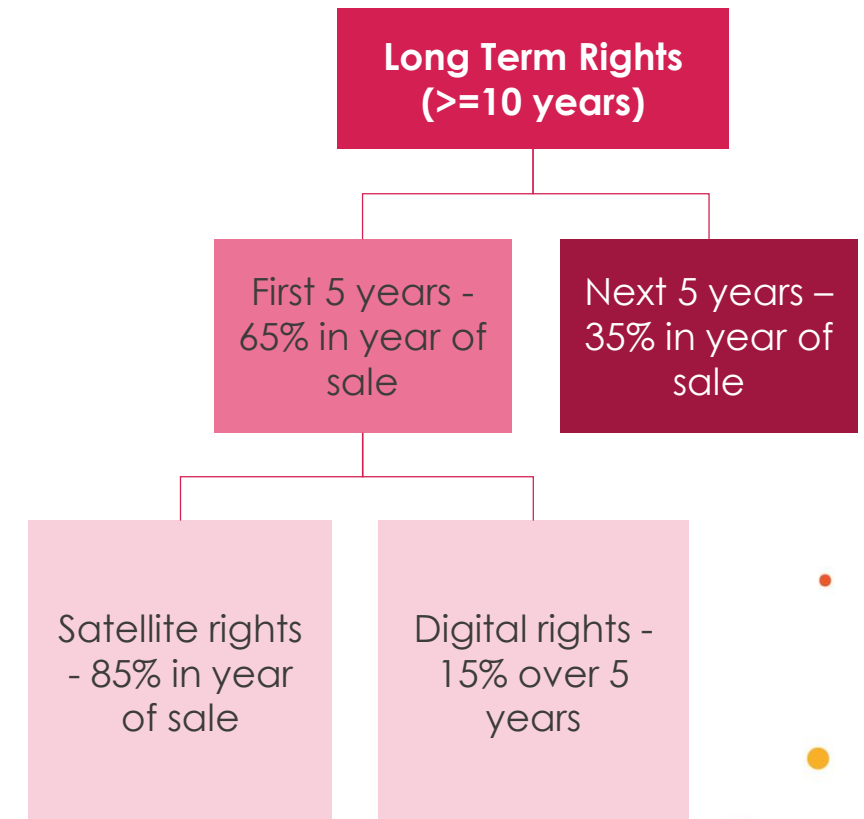 Long Term Rights
(>=10 years)
First 5 years -
65% in year of
sale
Next 5 years –
35% in year of
sale
Satellite rights
- 85% in year
of sale
Digital rights -
15% over 5
years